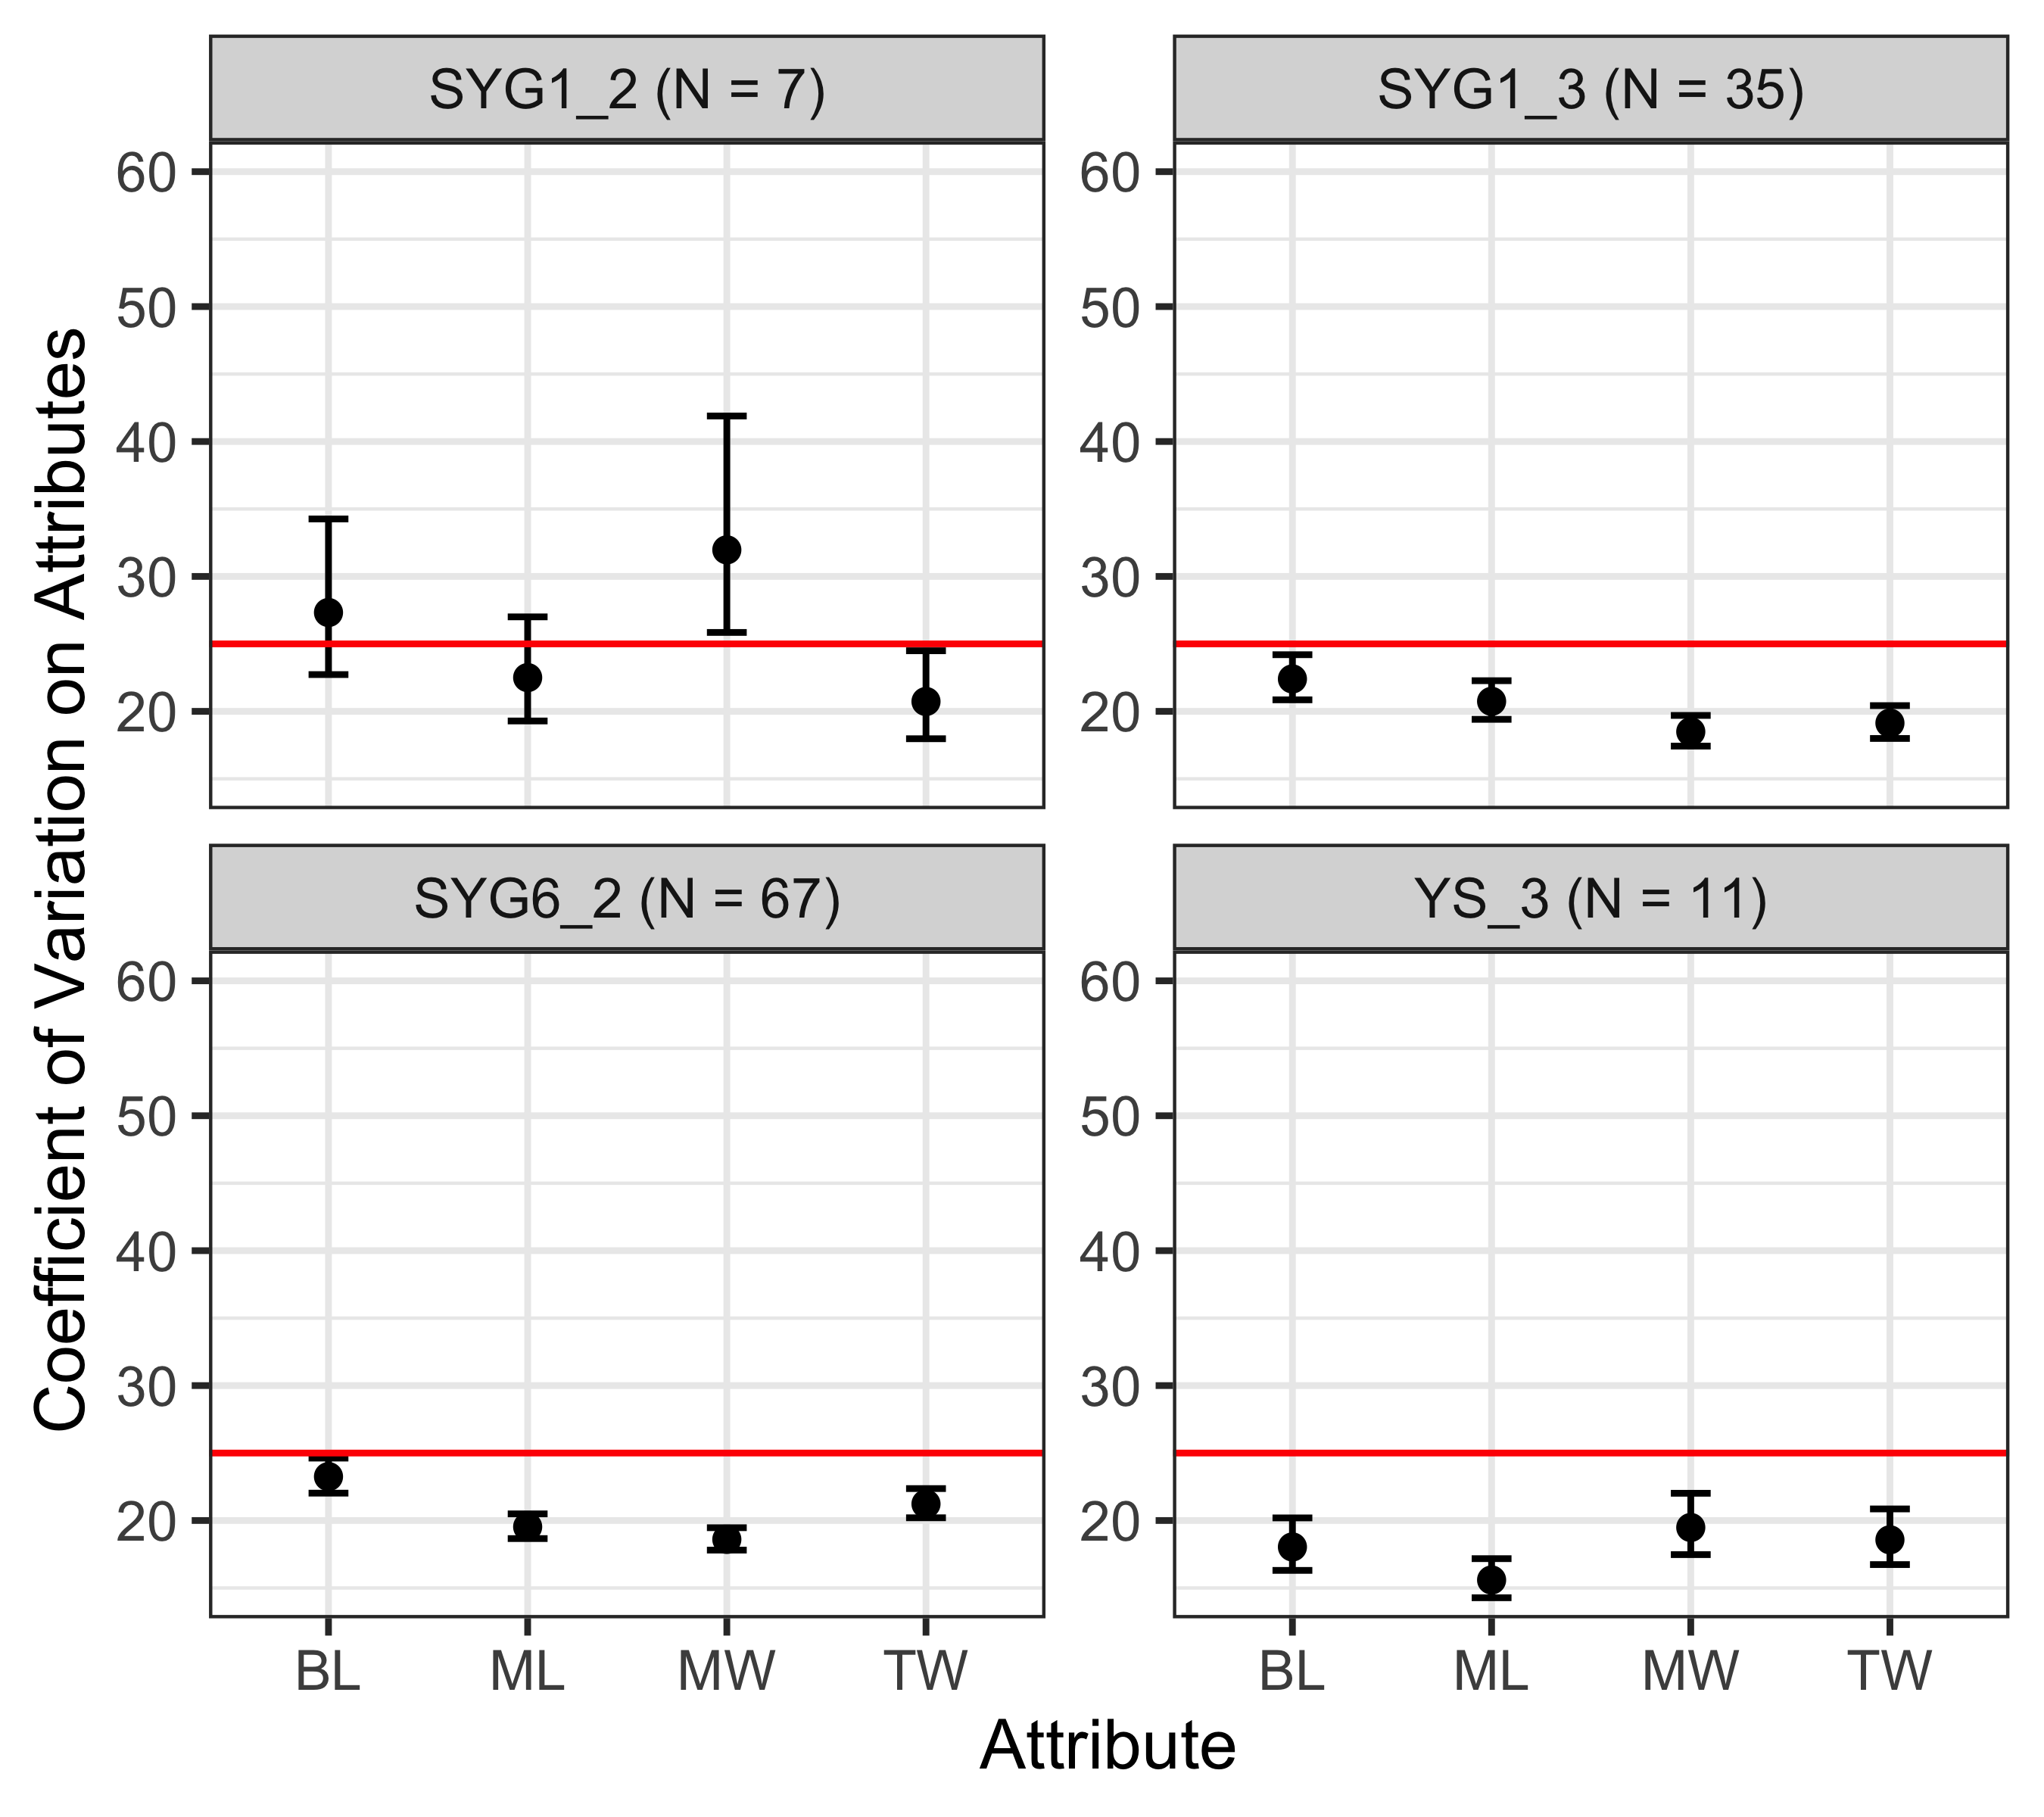 SYG1_2 (N = 7)
SYG1_3 (N = 35)
60
50
40
30
20
60
50
40
30
20
SYG6_2 (N = 67)
YS_3 (N = 11)
60
50
40
30
20
60
50
40
30
20
BL ML MW TW
BL ML MW TW
Attribute
Coefficient of Variation on Attributes